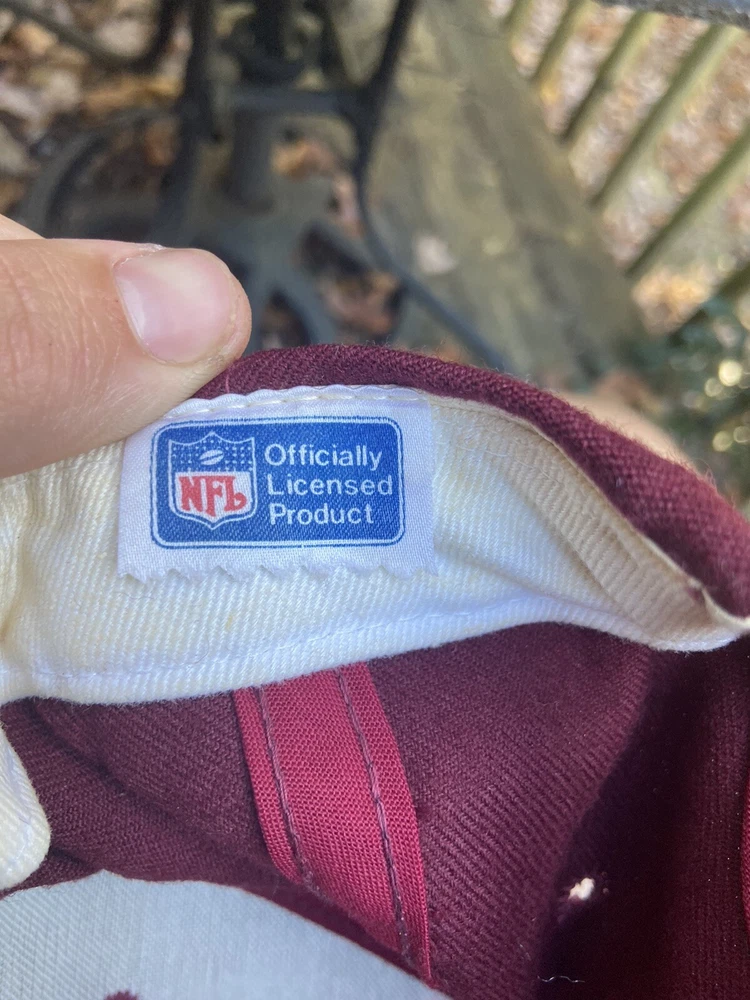 NFL
Officially
Licensed
Product